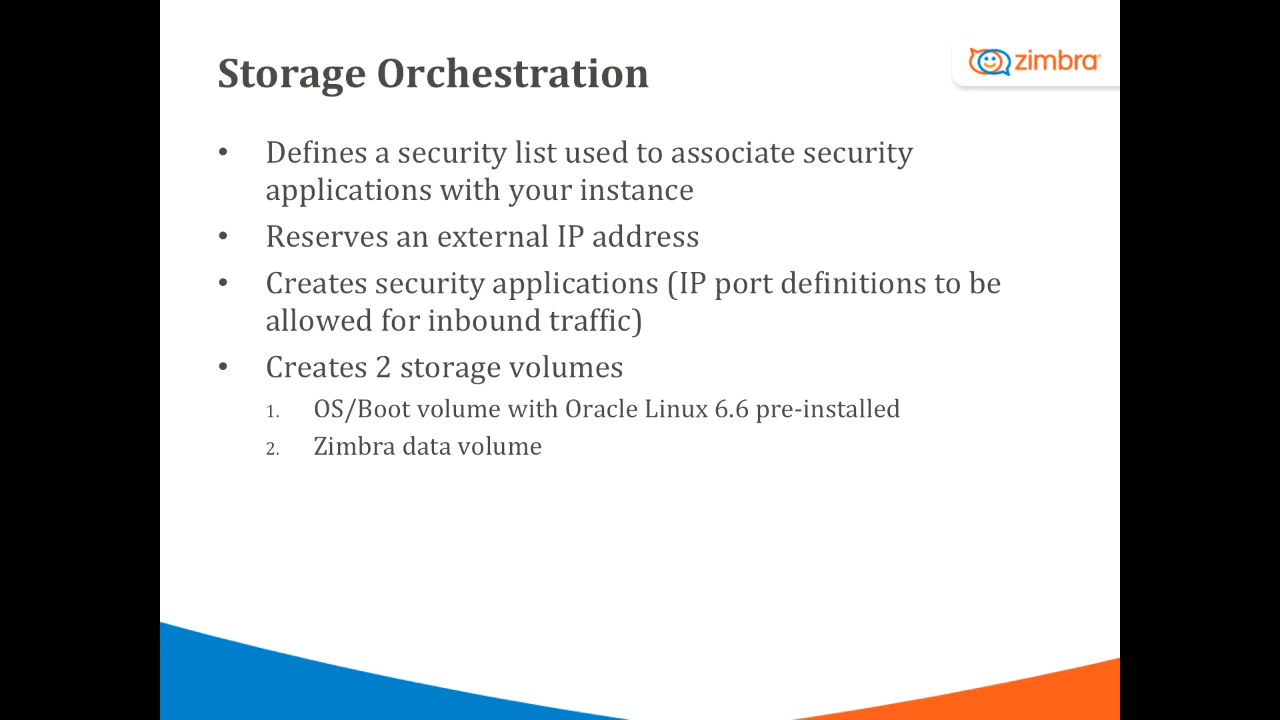 Storage Orchestration
zimbra
• Defines a security list used to associate security
applications with your instance
• Reserves an external IP address
• Creates security applications (IP port definitions to be
allowed for inbound traffic)
• Creates 2 storage volumes
1. OS/Boot volume with Oracle Linux 6.6 pre-installed
2. Zimbra data volume